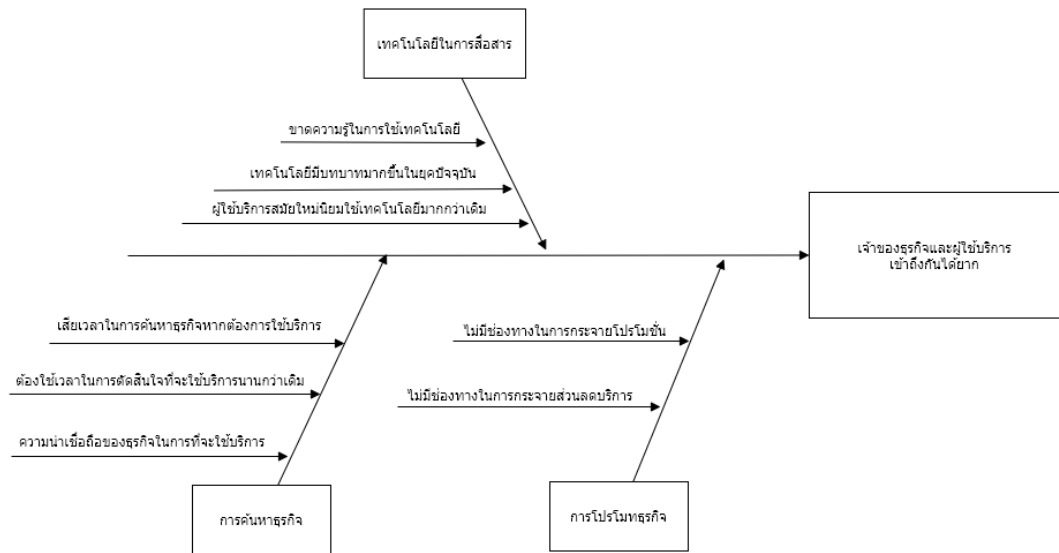 เทคโนโลยีในการสื่อสาร
ขาดความรู้ในการใช้เทคโนโลยี
เทคโนโลยีมีบทบาทมากขึ้นในยุคปัจจุบัน
ผู้ใช้บริการสมัยใหม่นิยมใช้เทคโนโลยีมากกว่าเดิม
เจ้าของธุรกิจและผู้ใช้บริการ
เข้าถึงกันได้ยาก
เสียเวลาในการค้นหาธุรกิจหากต้องการใช้บริการ
ไม่มีช่องทางในการกระจายโปรโมชั่น
ต้องใช้เวลาในการตัดสินใจที่จะใช้บริการนานกว่าเดิม
ไม่มีช่องทางในการกระจายส่วนลดบริการ
ความน่าเชื่อถือของธุรกิจในการที่จะใช้บริการ
การค้นหาธุรกิจ
การโปรโมทธุรกิจ